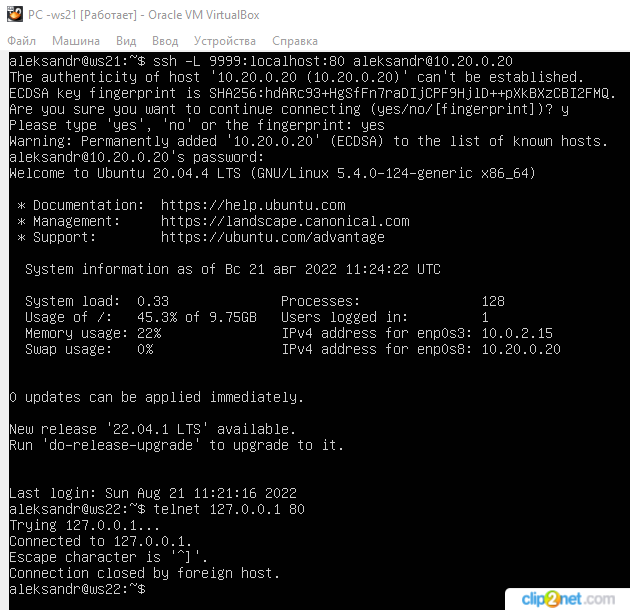 PC -ws21 [Работает] - Oracle VM VirtualBox
Файл Машина Вид Ввод Устройства Справка
aleksandr@ws21:~$ ssh -L 9999:localhost:80 aleksandr@10.20.0.20
The authenticity of host '10.20.0.20 (10.20.0.20)' can't be established.
ECDSA key fingerprint is SHA256:hdARc93+HgSfFn7raDIjCPF9HjlD++pXkBXzCBI2FMQ.
Are you sure you want to continue connecting (yes/no/[fingerprint])? y
Please type 'yes', 'no' or the fingerprint: yes
Warning: Permanently added '10.20.0.20' (ECDSA) to the list of known hosts.
aleksandr@10.20.0.20's password:
Welcome to Ubuntu 20.04.4 LTS (GNU/Linux 5.4.0-124-generic x86_64)
* Documentation: https://help.ubuntu.com
* Management: https://landscape.canonical.com
* Support: https://ubuntu.com/advantage
System information as of Вс 21 авг 2022 11:24:22 UTC
System load: 0.33 Processes: 128
Usage of /: 45.3% of 9.75GB Users logged in: 1
Memory usage: 22% IPv4 address for enp0s3: 10.0.2.15
Swap usage: 0% IPv4 address for enp0s8: 10.20.0.20
0 updates can be applied immediately.
New release '22.04.1 LTS' available.
Run 'do-release-upgrade' to upgrade to it.
Last login: Sun Aug 21 11:21:16 2022
aleksandr@ws22:~$ telnet 127.0.0.1 80
Trying 127.0.0.1...
Connected to 127.0.0.1.
Escape character is '^]'.
Connection closed by foreign host.
aleksandr@ws22:~$
clip2net.com